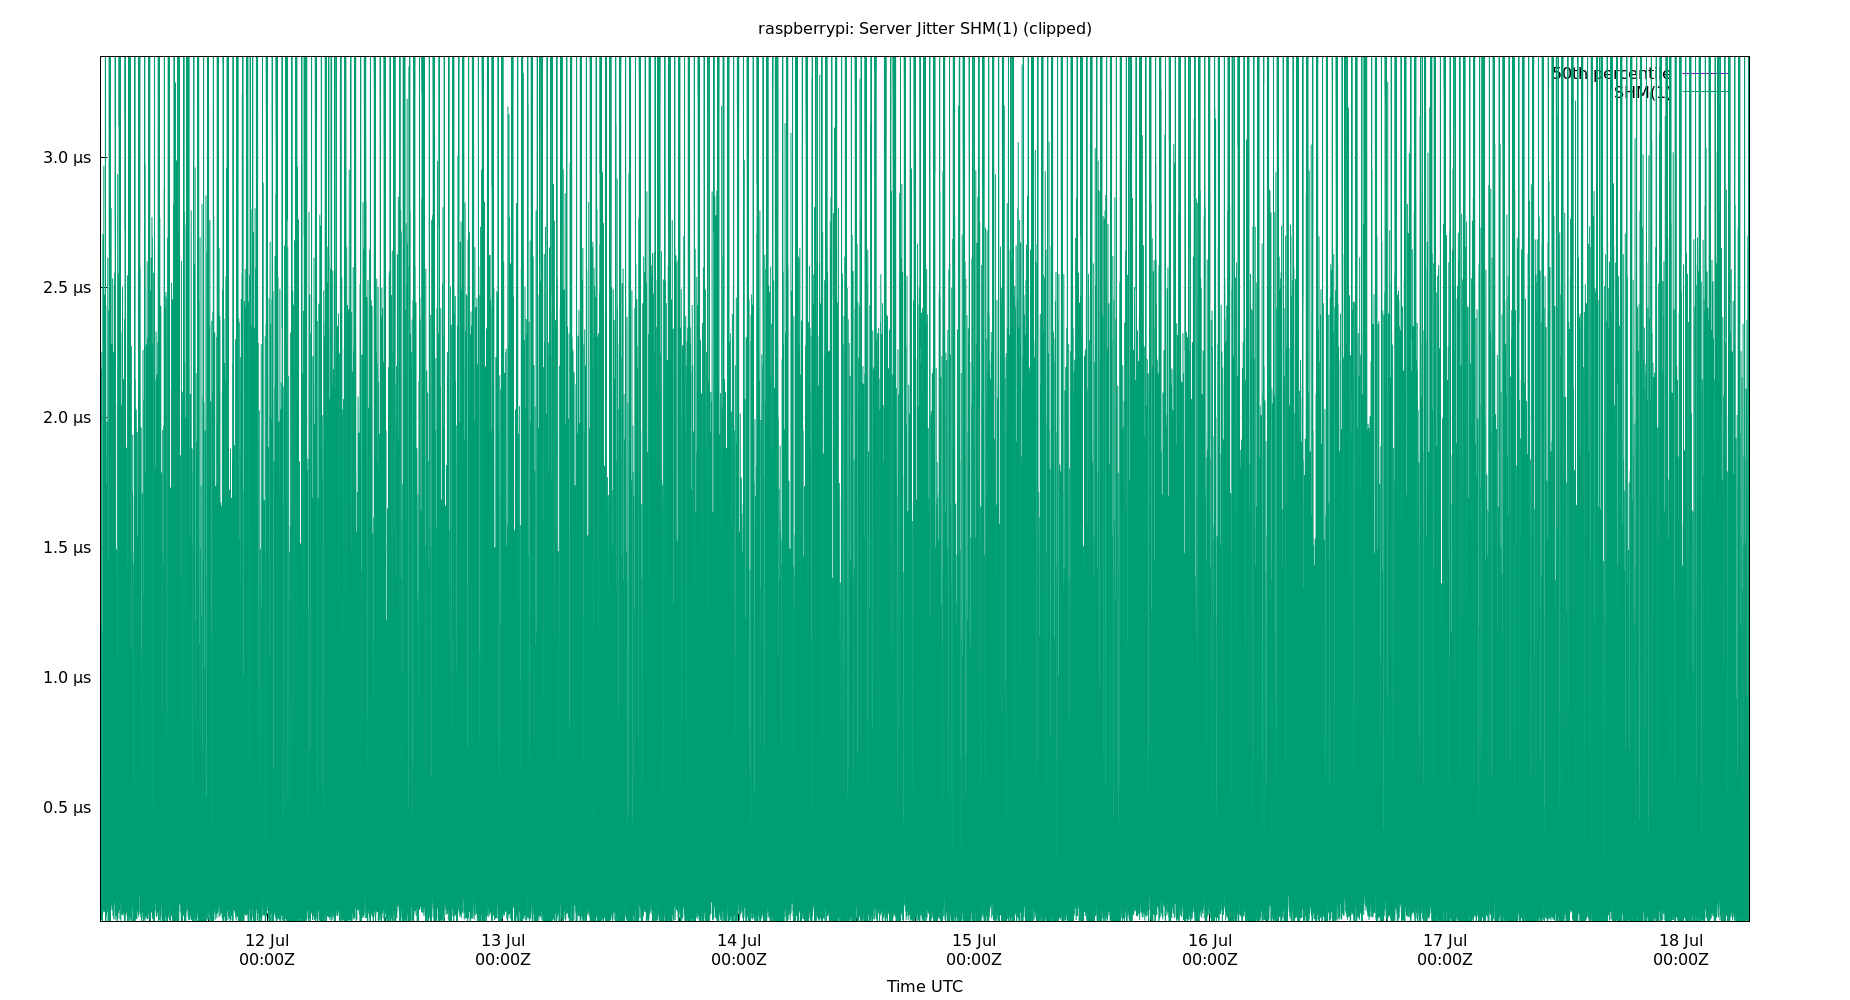 raspberrypi: Server Jitter SHM(1) (clipped)
50th percentile
SHM(1)
3.0 µs
2.5 µs
2.0 µs
1.5 µs
1.0 µs
0.5 µs
12 Jul 13 Jul 14 Jul 15 Jul 16 Jul 17 Jul 18 Jul
00:00Z 00:00Z 00:00Z 00:00Z 00:00Z 00:00Z 00:00Z
Time UTC